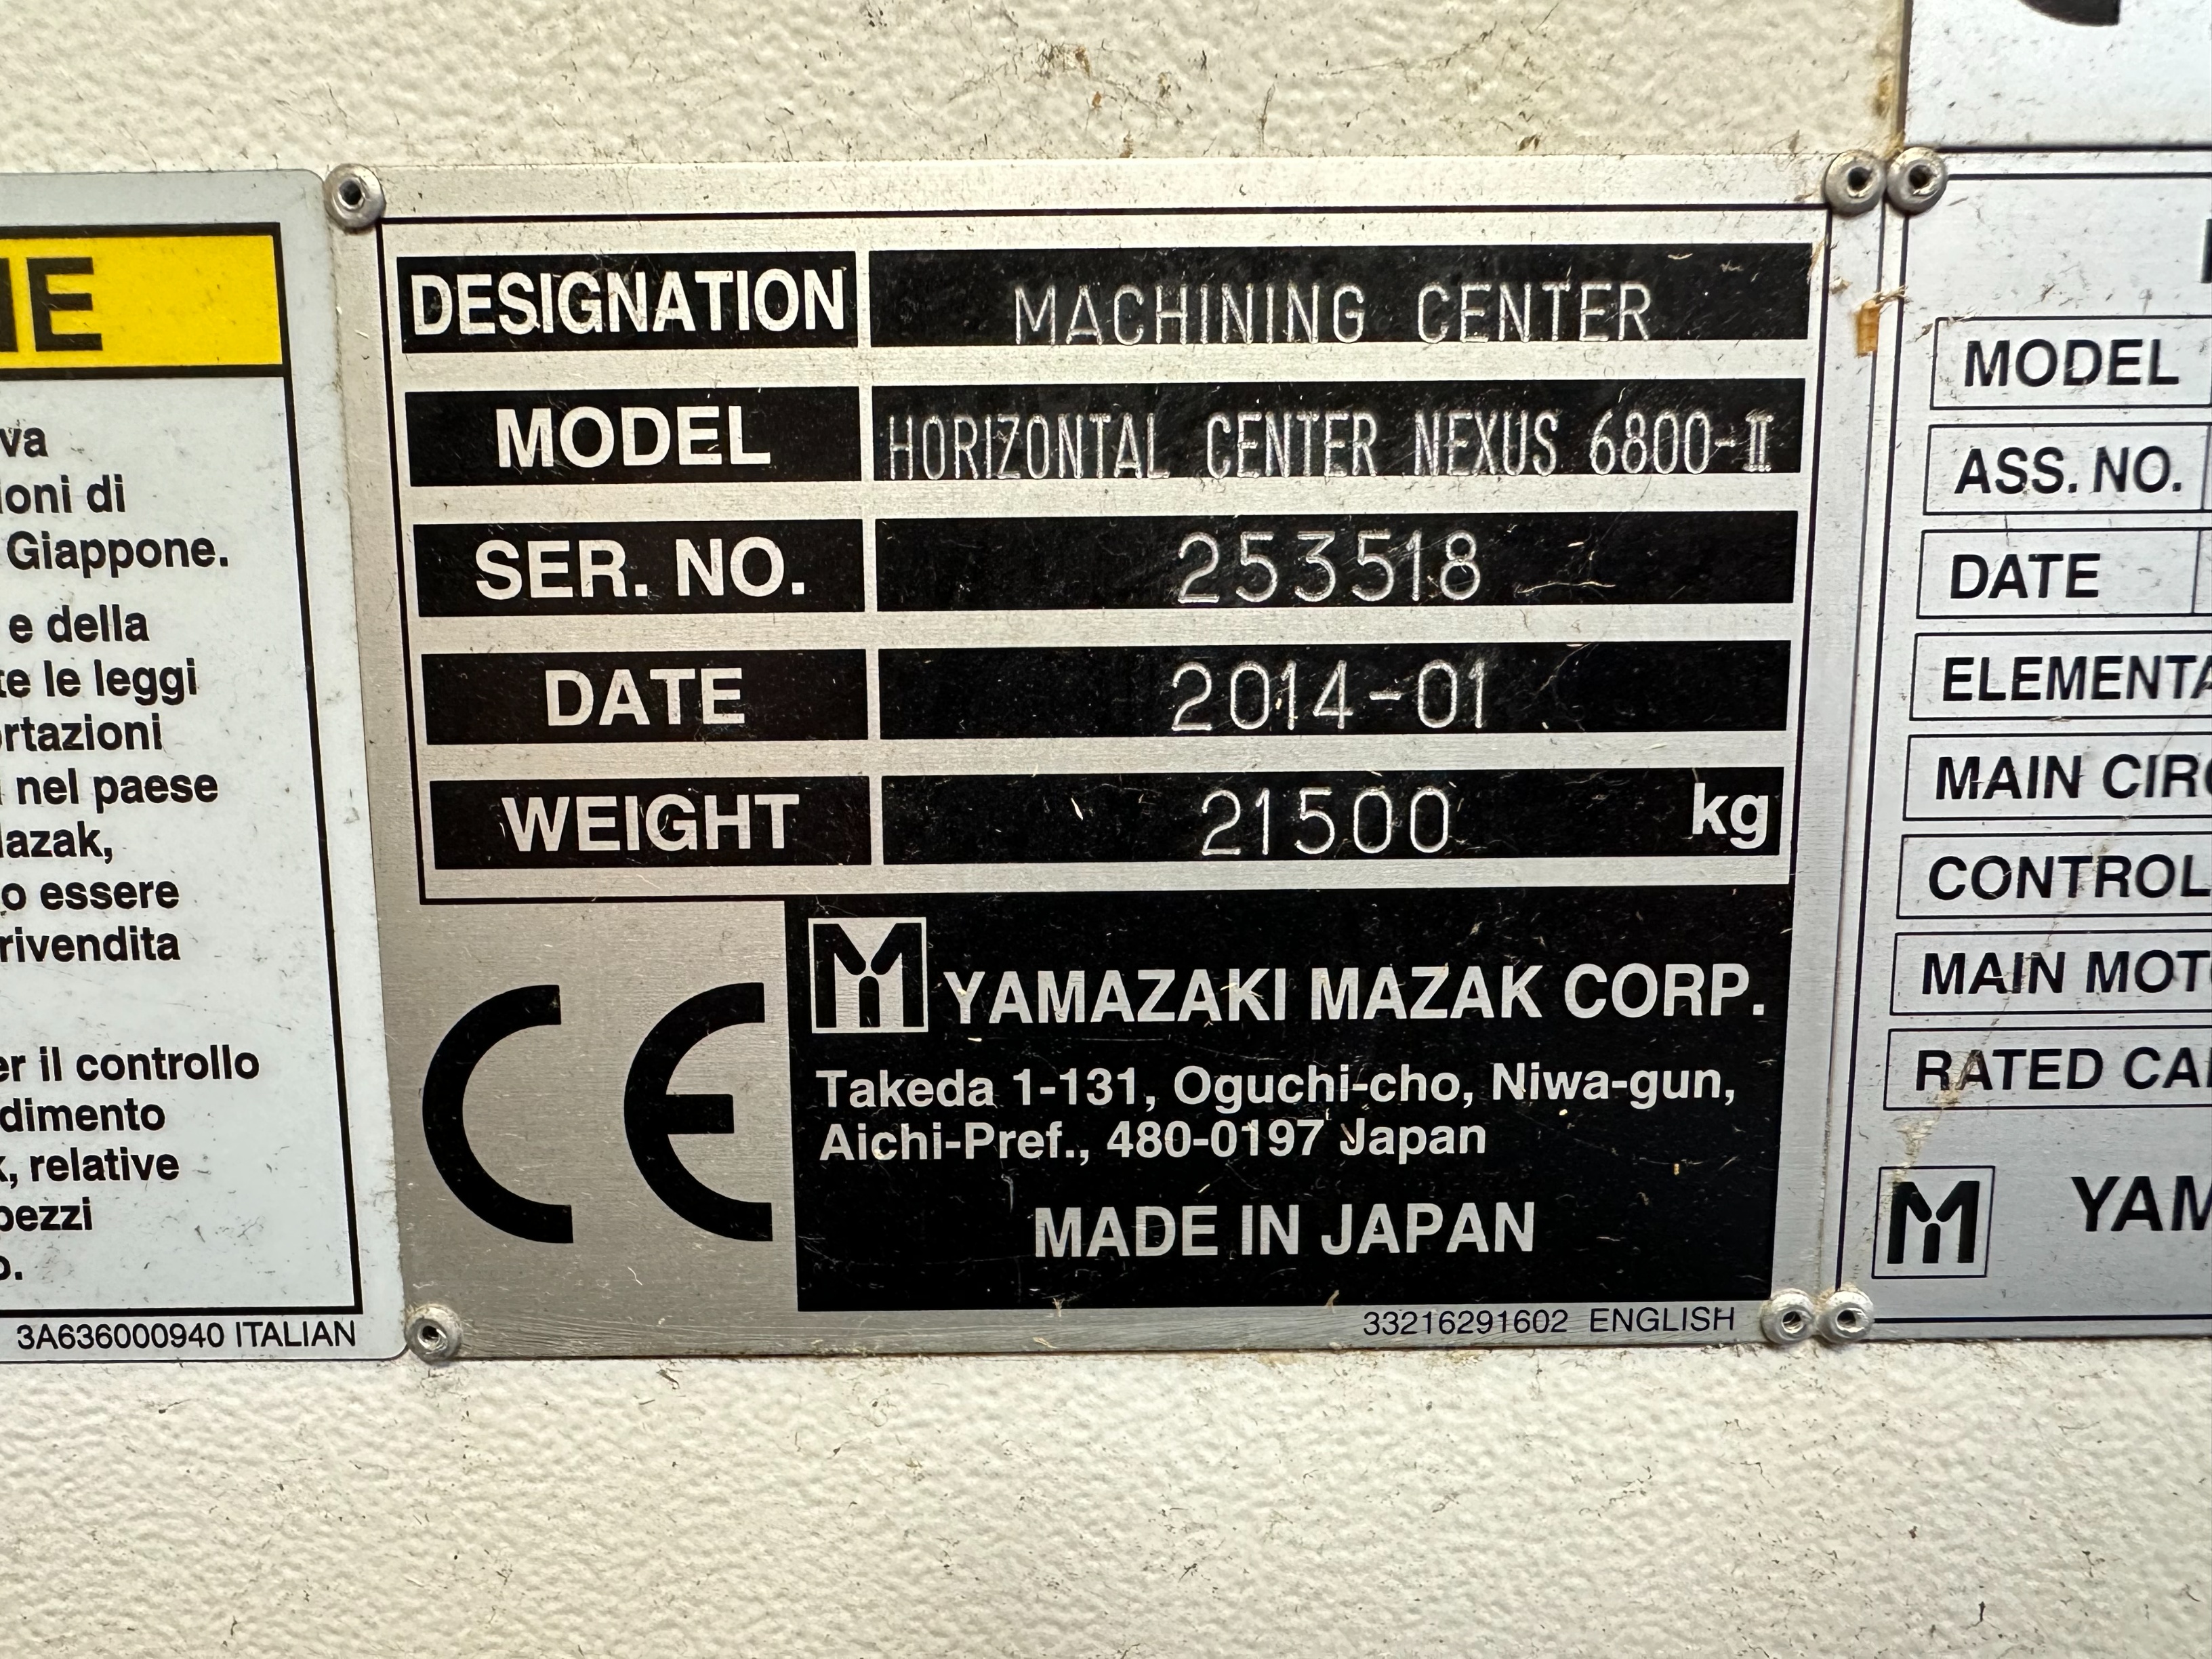 DESIGNATION MACHINING CENTER
MODEL HORIZONTAL CENTER NEXUS 6800-II
SER. NO. 253518
DATE 2014-01
WEIGHT 21500 kg
YAMAZAKI MAZAK CORP.
Takeda 1-131, Oguchi-cho, Niwa-gun,
Aichi-Pref., 480-0197 Japan
MADE IN JAPAN
33216291602 ENGLISH
CE
di
Giappone.
e della
le leggi
nel paese
essere
rivendita
il controllo
relative
3A636000940 ITALIAN
MODEL
ASS. NO.
DATE
MAIN
RATED